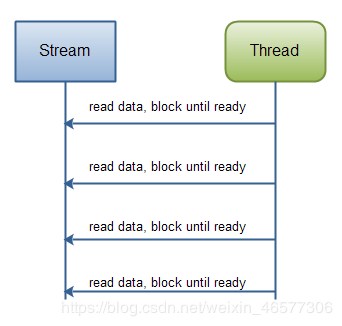 Stream
Thread
read data, block until ready
read data, block until ready
read data, block until ready
read data, block until ready
https://blog.csdn.net/weixin_46577306